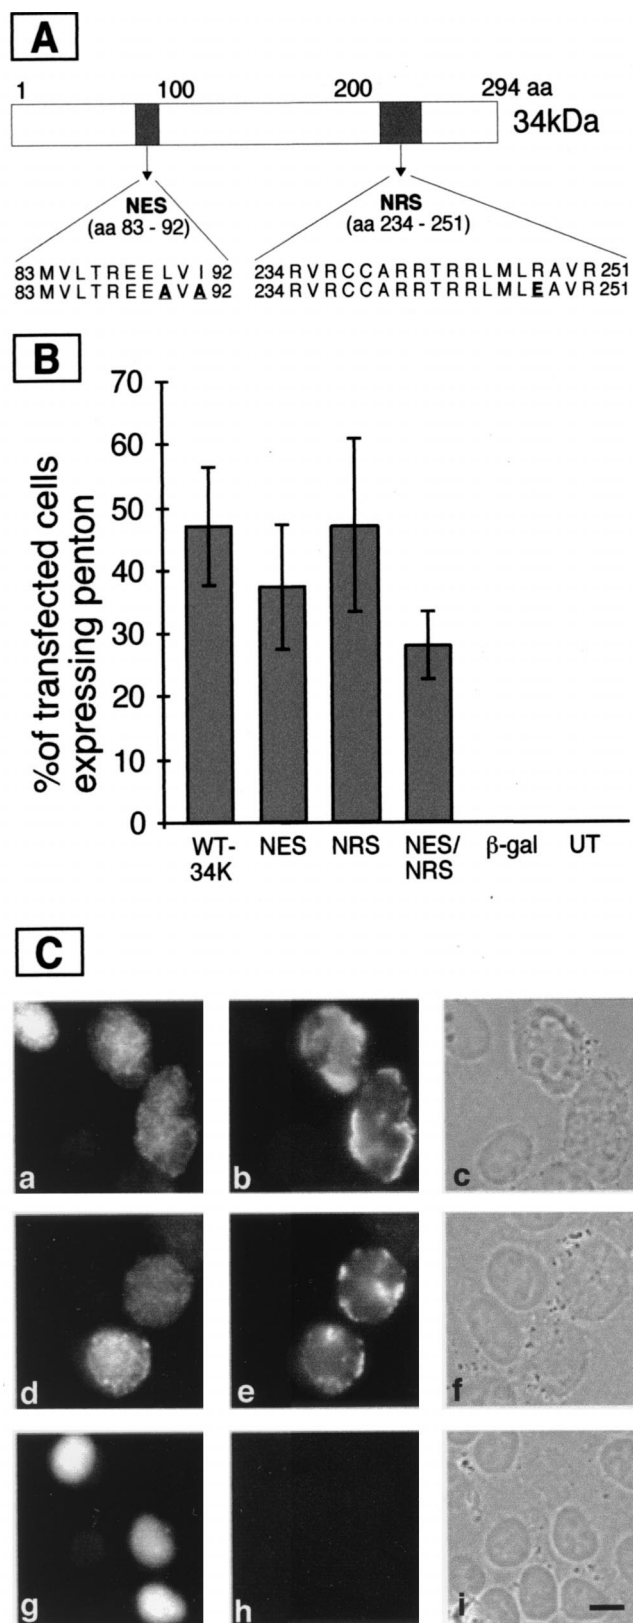 A
1 100 200 294 aa
34kDa
NES NRS
(aa 83 - 92) (aa 234 - 251)
83 M V L T R E E L V I 92 234 R V R C C A R R T R R L M L R A V R 251
83 M V L T R E E A V A 92 234 R V R C C A R R T R R L M L E A V R 251
B
% of transfected cells
expressing penton
70
60
50
40
30
20
10
0
WT-34K NES NRS NES/NRS β-gal UT
C
a b c
d e f
g h i